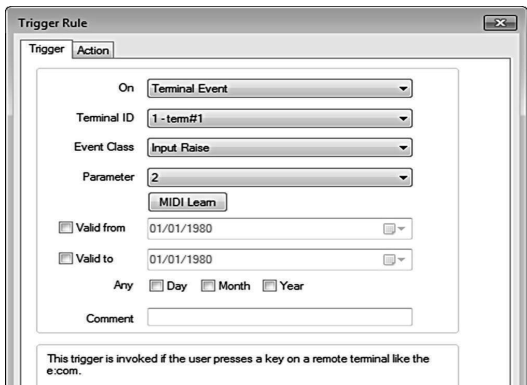 Trigger Rule
Trigger Action
On Terminal Event
Terminal ID 1 - term#1
Event Class Input Raise
Parameter 2
MIDI Learn
Valid from 01/01/1980
Valid to 01/01/1980
Any Day Month Year
Comment
This trigger is invoked if the user presses a key on a remote terminal like the
e:com.